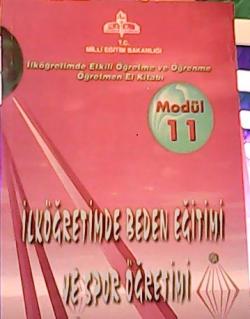 T.C.
MİLLİ EĞİTİM BAKANLIĞI
İlköğretimde Etkili Öğretme ve Öğrenme
Öğretmen El Kitabı
Modül
11
İLKÖĞRETİMDE BEDEN EĞİTİMİ
VE SPOR ÖĞRETİMİ